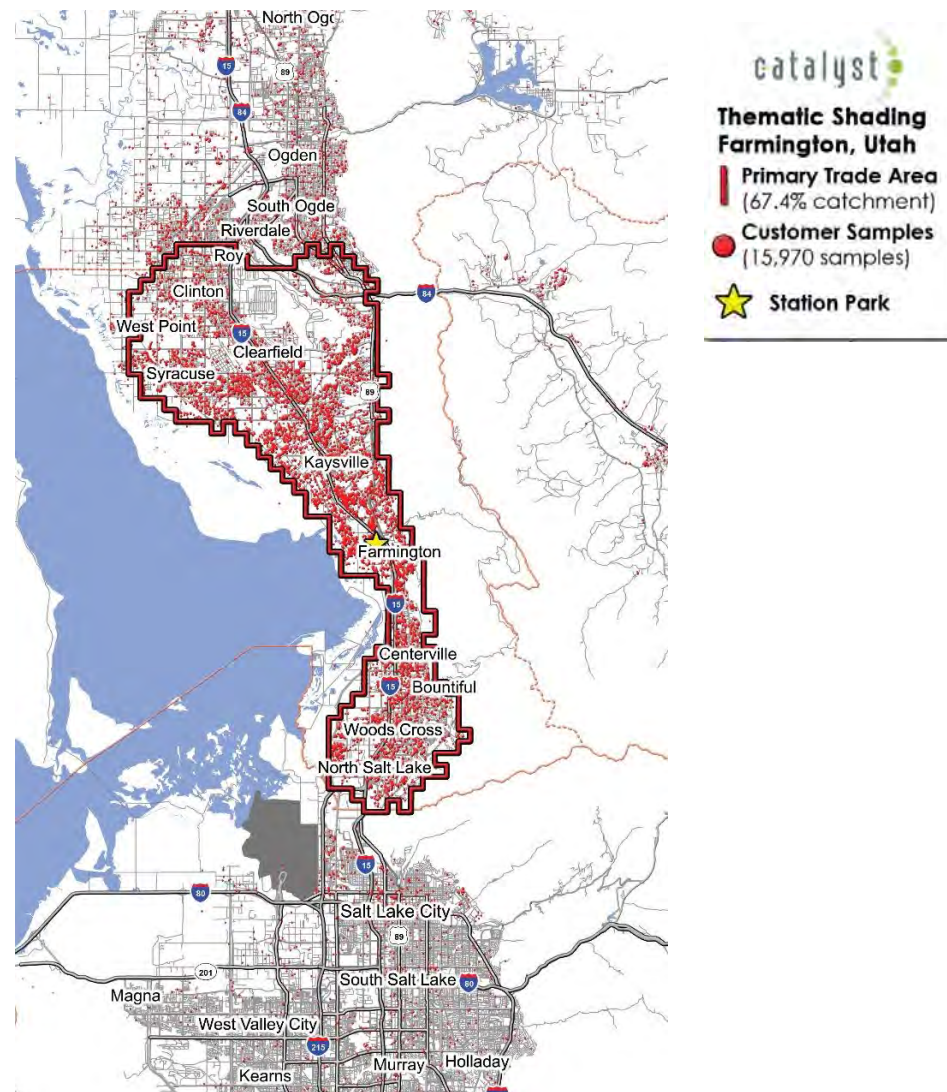 North Ogd
15
89
84
Ogden
South Ogde
Riverdale
Roy
Clinton
84
West Point
15
Clearfield
Syracuse
89
Kaysville
Farmington
15
Centerville
15
Bountiful
Woods Cross
North Salt Lake
15
80
Salt Lake City
89
201
South Salt Lake
80
Magna
West Valley City
215
Kearns
Murray
Holladay
catalyst
Thematic Shading
Farmington, Utah
Primary Trade Area
(67.4% catchment)
Customer Samples
(15,970 samples)
Station Park